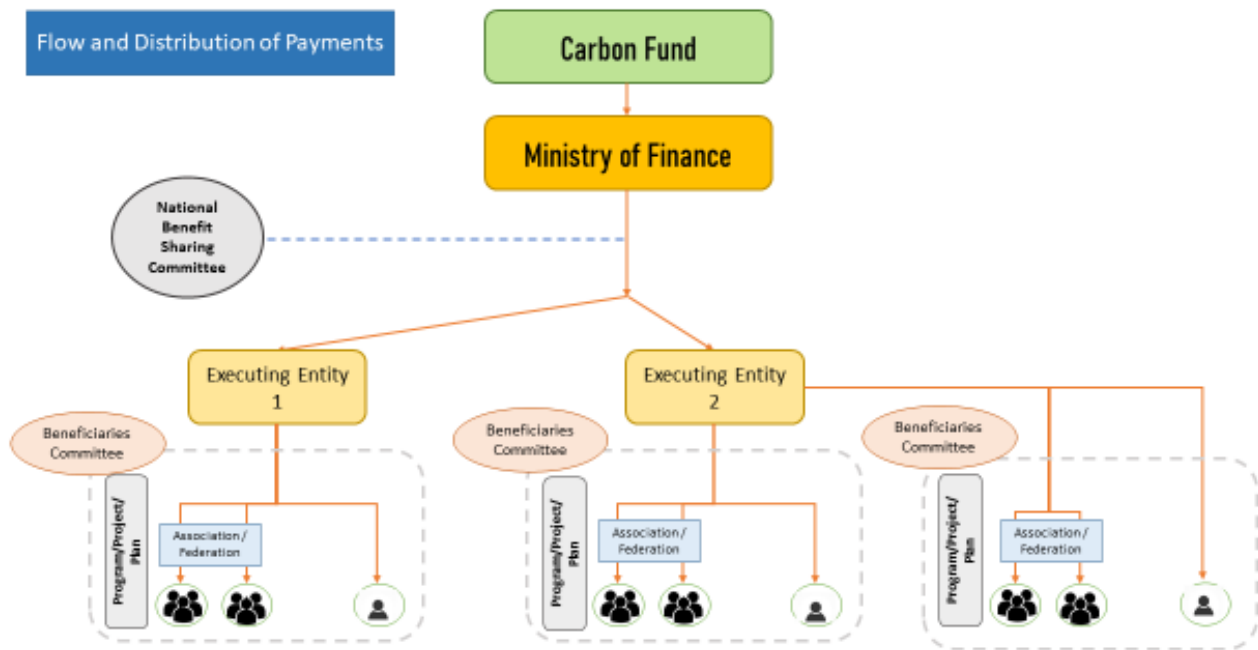 Flow and Distribution of Payments
Carbon Fund
Ministry of Finance
National
Benefit
Sharing
Committee
Executing Entity
1
Executing Entity
2
Beneficiaries
Committee
Program/Project/
Plan
Association /
Federation
Beneficiaries
Committee
Program/Project/
Plan
Association /
Federation
Beneficiaries
Committee
Program/Project/
Plan
Association /
Federation